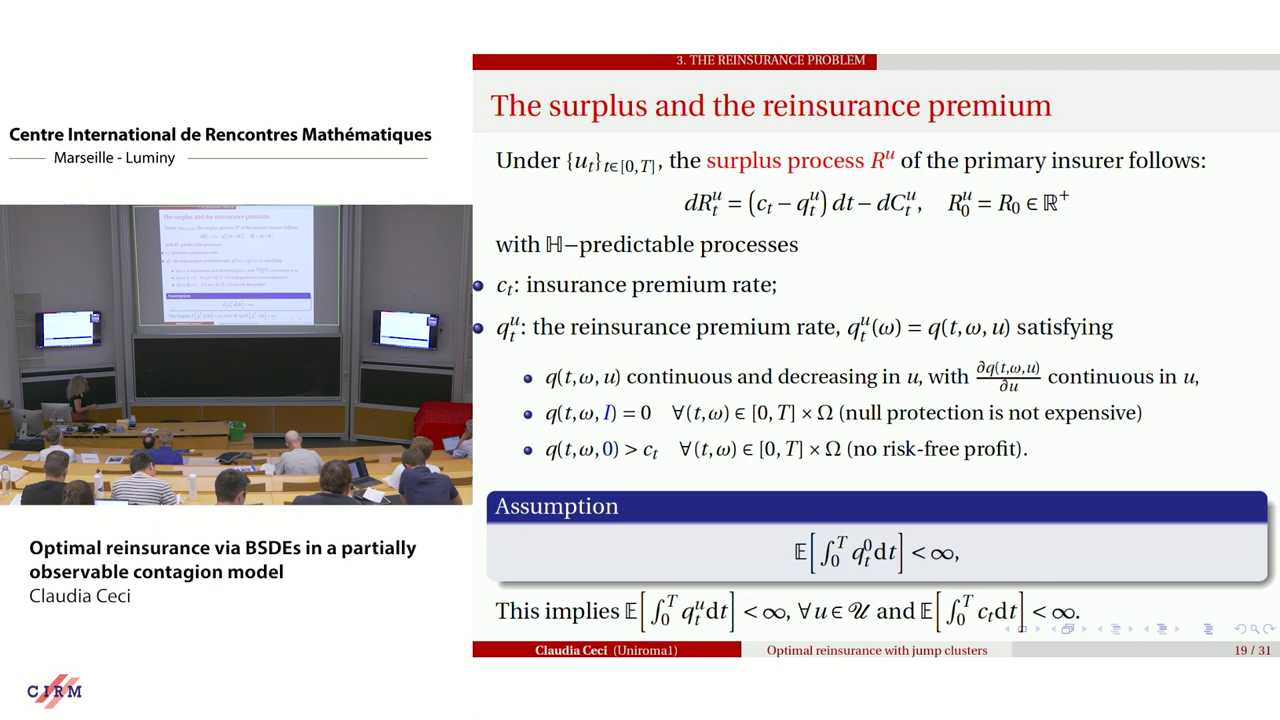 Centre International de Rencontres Mathématiques
Marseille - Luminy
Optimal reinsurance via BSDEs in a partially
observable contagion model
Claudia Ceci
CIRM
3. THE REINSURANCE PROBLEM
The surplus and the reinsurance premium
Under {u_t}_{t∈[0,T]}, the surplus process R^u of the primary insurer follows:
dR_t^u = (c_t − q_t^u) dt − dC_t^u, R_0^u = R_0 ∈ ℝ^+
with ℍ−predictable processes
c_t: insurance premium rate;
q_t^u: the reinsurance premium rate, q_t^u(ω) = q(t,ω,u) satisfying
q(t,ω,u) continuous and decreasing in u, with ∂q(t,ω,u)/∂u continuous in u,
q(t,ω,I) = 0 ∀(t,ω) ∈ [0,T] × Ω (null protection is not expensive)
q(t,ω,0) > c_t ∀(t,ω) ∈ [0,T] × Ω (no risk-free profit).
Assumption
𝔼[∫_0^T q_t^0 dt] < ∞,
This implies 𝔼[∫_0^T q_t^u dt] < ∞, ∀u ∈ 𝒰 and 𝔼[∫_0^T c_t dt] < ∞.
Claudia Ceci (Uniroma1) Optimal reinsurance with jump clusters 19 / 31